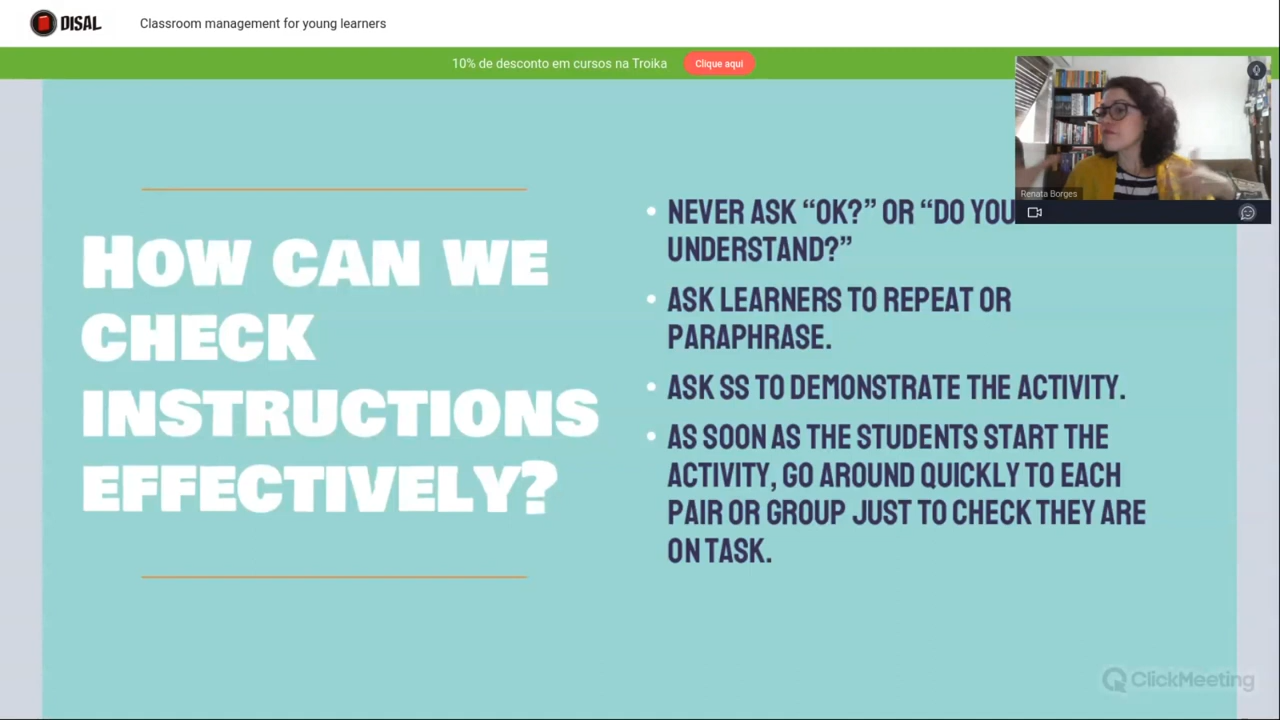 DISAL
Classroom management for young learners
10% de desconto em cursos na Troika
Clique aqui
Renata Borges
HOW CAN WE
CHECK
INSTRUCTIONS
EFFECTIVELY?
• NEVER ASK “OK?” OR “DO YOU
UNDERSTAND?”
• ASK LEARNERS TO REPEAT OR
PARAPHRASE.
• ASK SS TO DEMONSTRATE THE ACTIVITY.
• AS SOON AS THE STUDENTS START THE
ACTIVITY, GO AROUND QUICKLY TO EACH
PAIR OR GROUP JUST TO CHECK THEY ARE
ON TASK.
ClickMeeting